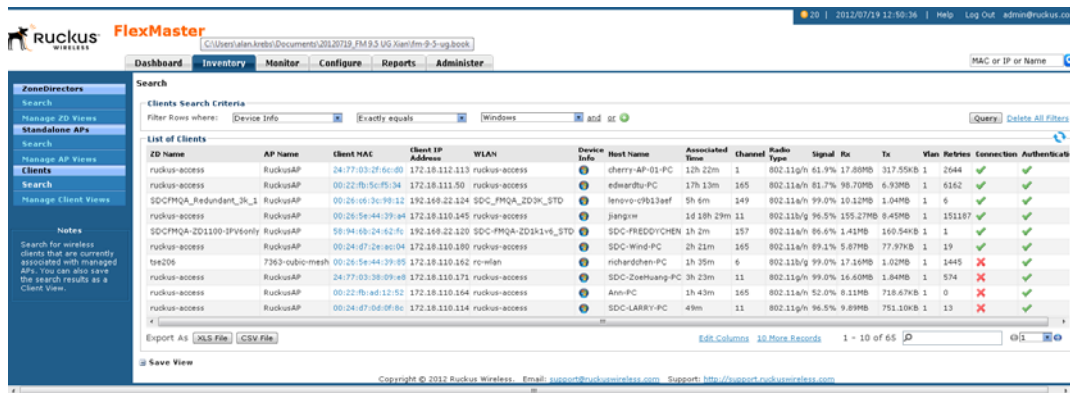 20 | 2012/07/19 12:50:36 | Help Log Out admin@ruckus.co
RUCKUS WIRELESS
FlexMaster
C:\Users\alan.krebs\Documents\20120719_FM 9.5 UG Xian\fm-9-5-ug.book
Dashboard Inventory Monitor Configure Reports Administer
MAC or IP or Name
ZoneDirectors
Search
Manage ZD Views
Standalone APs
Search
Manage AP Views
Clients
Search
Manage Client Views
Notes
Search for wireless
clients that are currently
associated with managed
APs. You can also save
the search results as a
Client View.
Search
Clients Search Criteria
Filter Rows where: Device Info Exactly equals Windows and or
Query Delete All Filters
List of Clients
ZD Name AP Name Client MAC Client IP Address WLAN Device Info Host Name Associated Time Channel Radio Type Signal Rx Tx Vlan Retries Connection Authenticati
ruckus-access RuckusAP 24:77:03:2f:6c:d0 172.18.112.113 ruckus-access cherry-AP-01-PC 12h 22m 1 802.11g/n 61.9% 17.88MB 317.55KB 1 2644
ruckus-access RuckusAP 00:22:fb:5c:f5:34 172.18.111.50 ruckus-access edwardtu-PC 17h 13m 165 802.11a/n 81.7% 98.70MB 6.93MB 1 6162
SDCFMQA_Redundant_3k_1 RuckusAP 00:26:c6:3c:98:12 192.168.22.124 SDC_FMQA_ZD3K_STD lenovo-c9b13aef 5h 6m 149 802.11a/n 99.0% 10.12MB 1.04MB 1 6
ruckus-access RuckusAP 00:26:5e:44:39:a4 172.18.110.145 ruckus-access jiangxw 1d 18h 29m 11 802.11b/g 96.5% 155.27MB 8.45MB 1 151187
SDCFMQA-ZD1100-IPV6only RuckusAP 58:94:6b:24:62:fc 192.168.22.120 SDC-FMQA-ZD1k1v6_STD SDC-FREDDYCHEN 1h 2m 157 802.11a/n 86.6% 1.41MB 160.54KB 1 1
ruckus-access RuckusAP 00:24:d7:2e:ac:04 172.18.110.180 ruckus-access SDC-Wind-PC 2h 21m 165 802.11a/n 89.1% 5.87MB 77.97KB 1 19
tse206 7363-cubic-mesh 00:26:5e:44:39:85 172.18.110.162 rc-wlan richardchen-PC 1h 35m 6 802.11b/g 99.0% 17.16MB 1.02MB 1 1445
ruckus-access RuckusAP 24:77:03:38:09:e8 172.18.110.171 ruckus-access SDC-ZoeHuang-PC 3h 23m 11 802.11g/n 99.0% 16.60MB 1.84MB 1 574
ruckus-access RuckusAP 00:22:fb:ad:12:52 172.18.110.164 ruckus-access Ann-PC 1h 43m 165 802.11a/n 52.0% 8.11MB 718.67KB 1 0
ruckus-access RuckusAP 00:24:d7:0d:0f:8c 172.18.110.114 ruckus-access SDC-LARRY-PC 49m 11 802.11g/n 96.5% 9.89MB 751.10KB 1 13
Export As XLS File CSV File Edit Columns 10 More Records 1 - 10 of 65 1
Save View
Copyright © 2012 Ruckus Wireless. Email: support@ruckuswireless.com Support: http://support.ruckuswireless.com